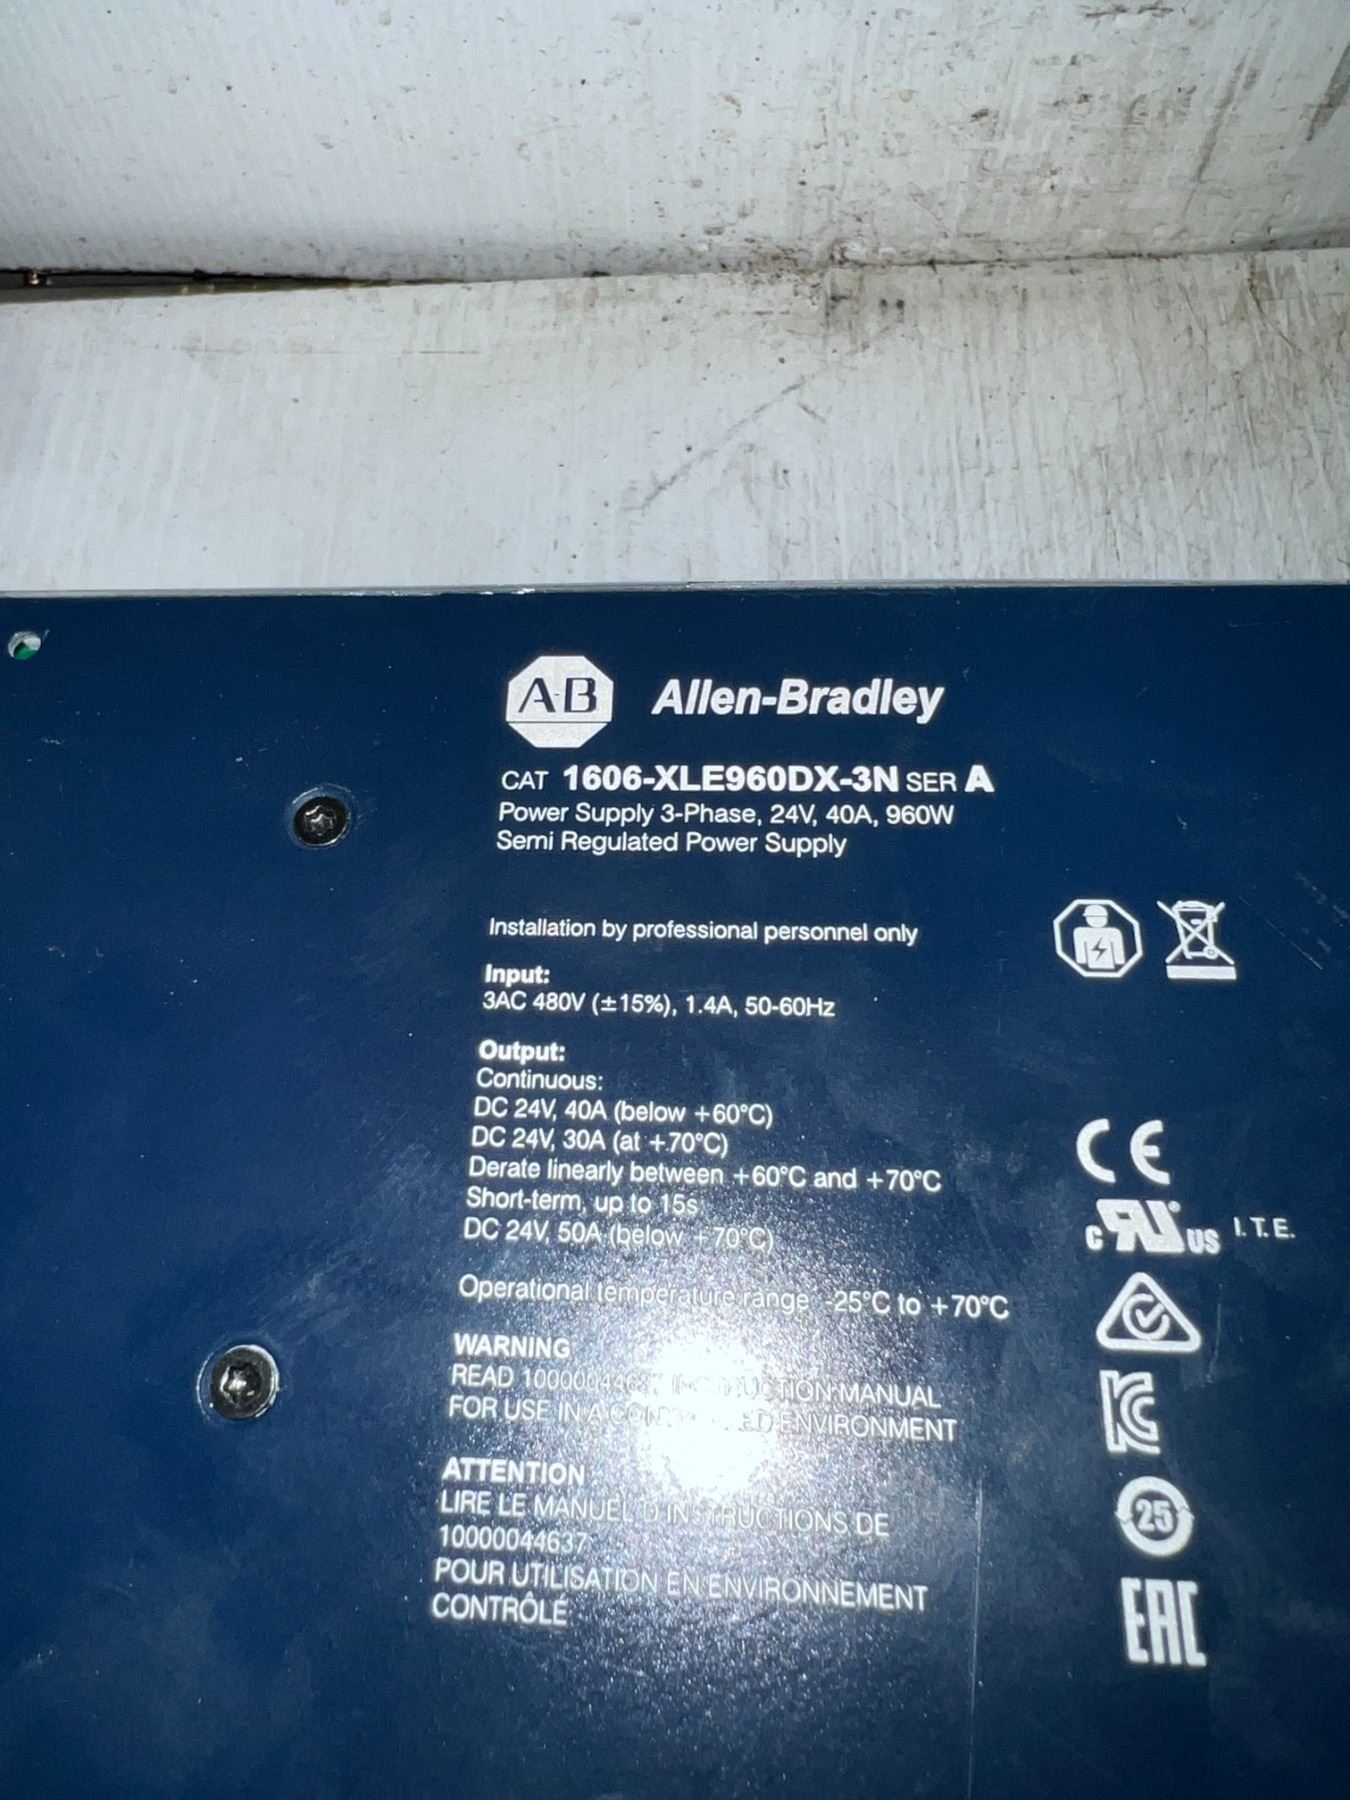 A-B Allen-Bradley
CAT 1606-XLE960DX-3N SER A
Power Supply 3-Phase, 24V, 40A, 960W
Semi Regulated Power Supply
Installation by professional personnel only
Input:
3AC 480V (±15%), 1.4A, 50-60Hz
Output:
Continuous:
DC 24V, 40A (below +60°C)
DC 24V, 30A (at +70°C)
Derate linearly between +60°C and +70°C
Short-term, up to 15s
DC 24V, 50A (below +70°C)
Operational temperature range -25°C to +70°C
WARNING
READ INSTRUCTION MANUAL
FOR USE IN A CONTROLLED ENVIRONMENT
ATTENTION
LIRE LE MANUEL D'INSTRUCTIONS DE
10000044637
POUR UTILISATION EN ENVIRONNEMENT
CONTRÔLÉ
CE
c RU US I.T.E.
KC
25
EAC